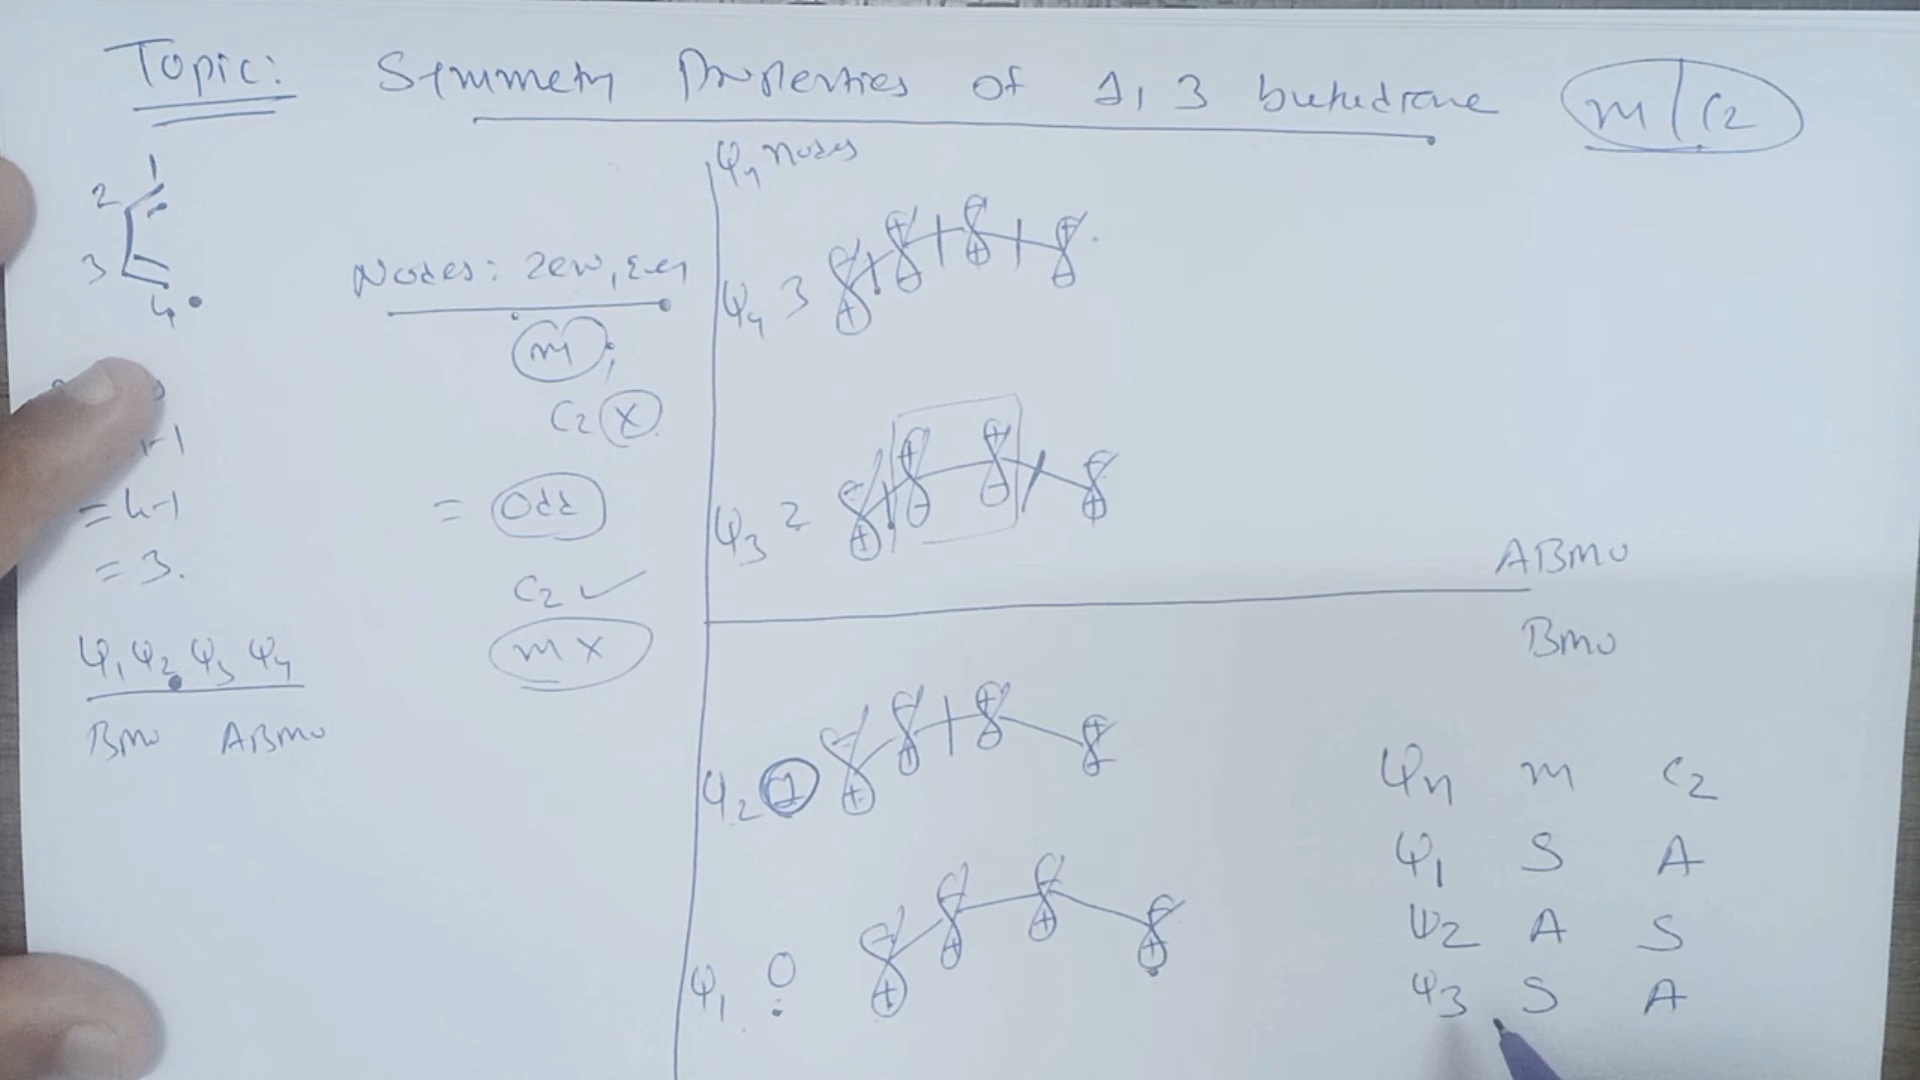 Topic: Symmetry Properties of 1,3 butadiene m/C2
1
2
3
4
n-1
=4-1
=3.
ψ1 ψ2 ψ3 ψ4
BMO ABMO
Nodes: Zero, Even
m;
C2 X
= Odd
C2 ✓
m X
ψn nodes
ψ4 3
ψ3 2
ABMO
BMO
ψ2 1
ψ1 0
ψn m C2
ψ1 S A
ψ2 A S
ψ3 S A